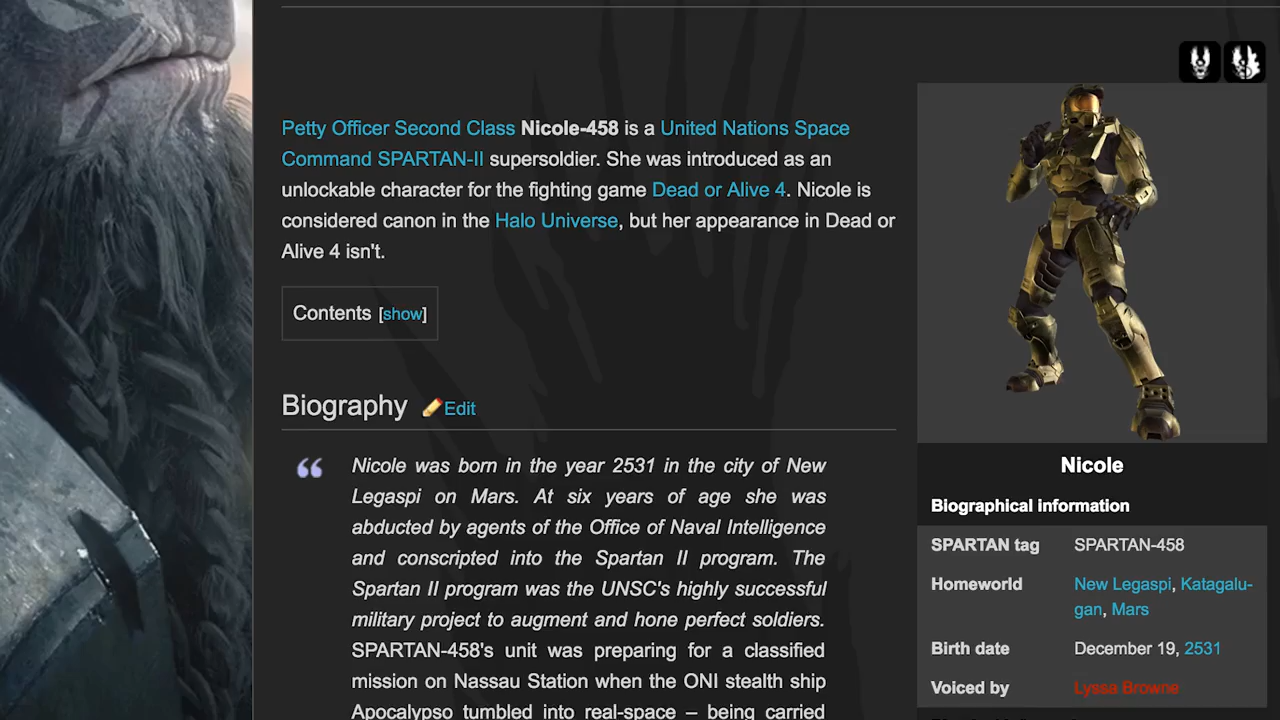 Petty Officer Second Class Nicole-458 is a United Nations Space
Command SPARTAN-II supersoldier. She was introduced as an
unlockable character for the fighting game Dead or Alive 4. Nicole is
considered canon in the Halo Universe, but her appearance in Dead or
Alive 4 isn't.
Contents [show]
Biography Edit
“ Nicole was born in the year 2531 in the city of New
Legaspi on Mars. At six years of age she was
abducted by agents of the Office of Naval Intelligence
and conscripted into the Spartan II program. The
Spartan II program was the UNSC's highly successful
military project to augment and hone perfect soldiers.
SPARTAN-458's unit was preparing for a classified
mission on Nassau Station when the ONI stealth ship
Apocalypso tumbled into real-space – being carried
Nicole
Biographical information
SPARTAN tag SPARTAN-458
Homeworld New Legaspi, Katagalu-
gan, Mars
Birth date December 19, 2531
Voiced by Lyssa Browne